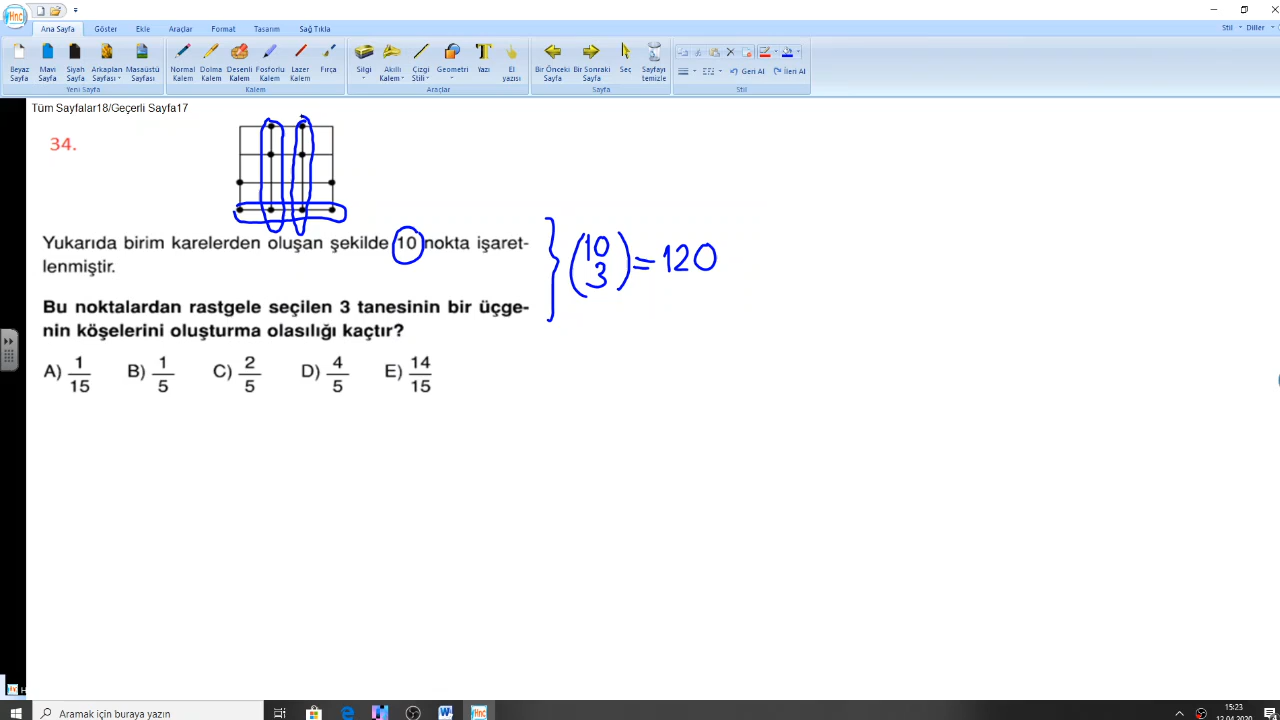 Stil Diller
Ana Sayfa Göster Ekle Araçlar Format Tasarım Sağ Tıkla
Beyaz Sayfa Mavi Sayfa Siyah Sayfa Arkaplan Sayfası Masaüstü Sayfası
Normal Kalem Dolma Kalem Desenli Kalem Fosforlu Kalem Lazer Kalem Fırça
Silgi Akıllı Kalem Çizgi Stili Geometri Yazı El yazısı
Bir Önceki Sayfa Bir Sonraki Sayfa Seç Sayfayı temizle
Geri Al İleri Al
Yeni Sayfa Kalem Araçlar Sayfa Stil
Tüm Sayfalar18/Geçerli Sayfa17
34.
Yukarıda birim karelerden oluşan şekilde 10 nokta işaret-
lenmiştir.
(10 3) = 120
Bu noktalardan rastgele seçilen 3 tanesinin bir üçge-
nin köşelerini oluşturma olasılığı kaçtır?
A) 1/15 B) 1/5 C) 2/5 D) 4/5 E) 14/15
Aramak için buraya yazın
15:23
12.04.2020